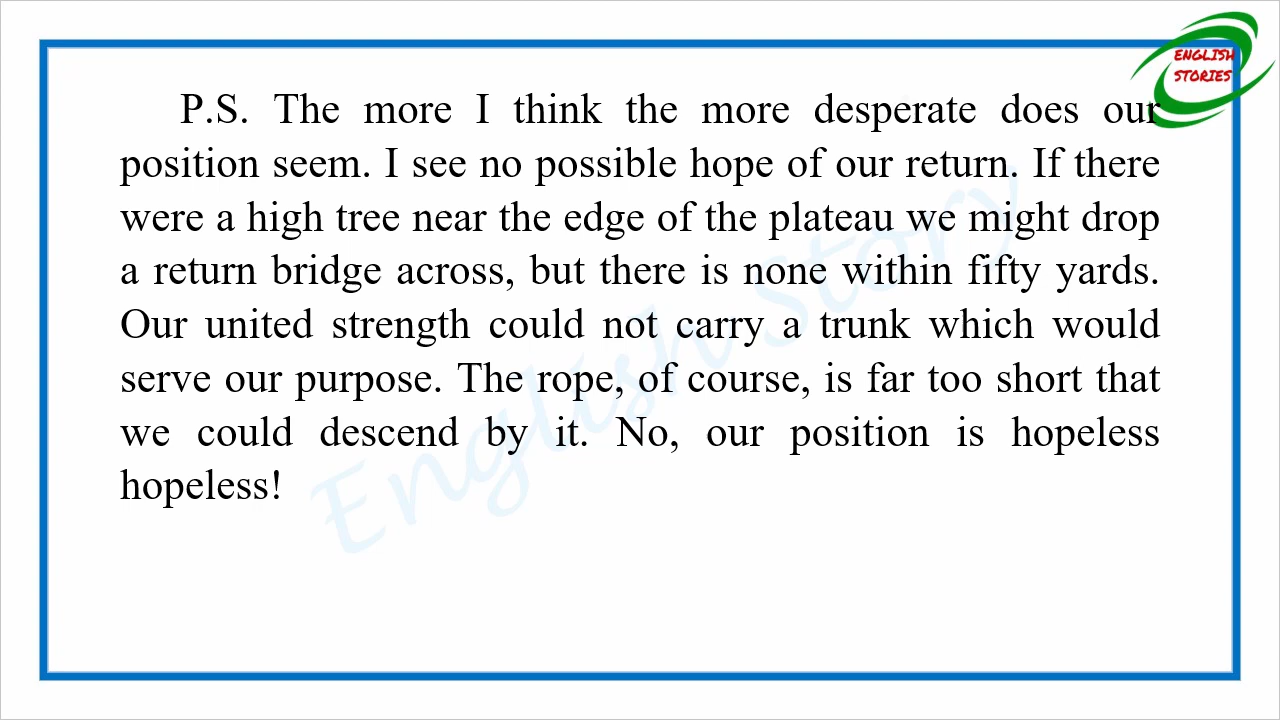 ENGLISH
STORIES
P.S. The more I think the more desperate does our
position seem. I see no possible hope of our return. If there
were a high tree near the edge of the plateau we might drop
a return bridge across, but there is none within fifty yards.
Our united strength could not carry a trunk which would
serve our purpose. The rope, of course, is far too short that
we could descend by it. No, our position is hopeless
hopeless!
English Story